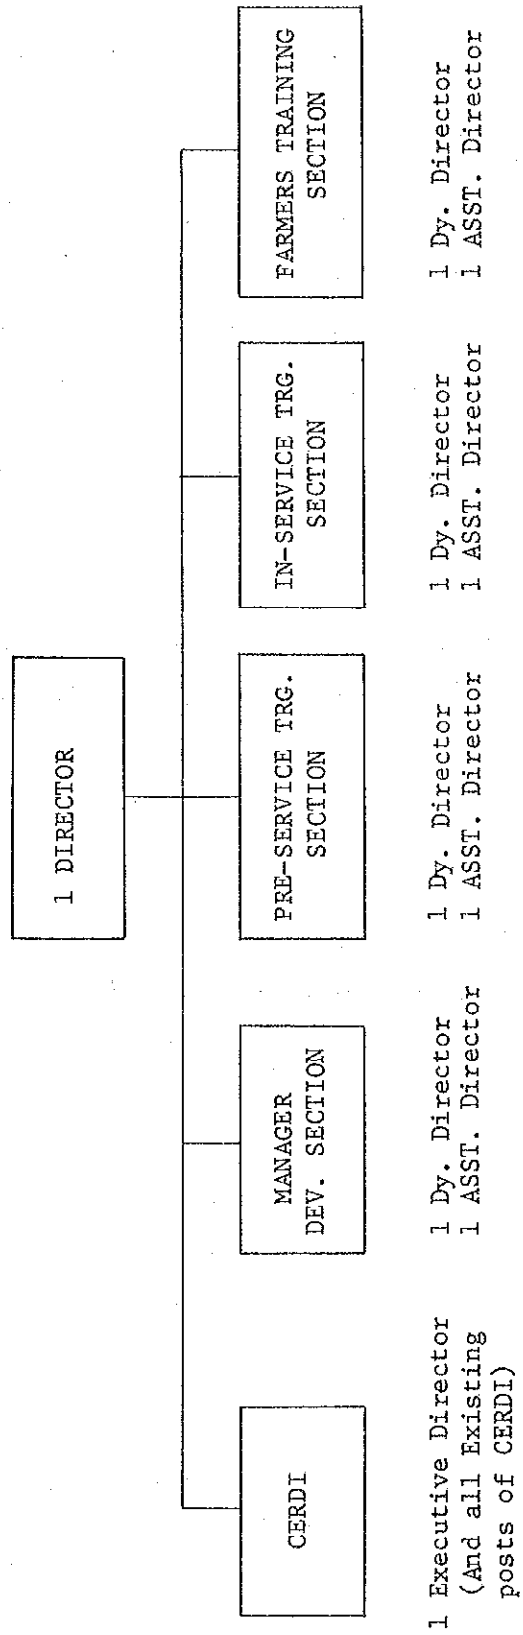 1 DIRECTOR
CERDI
MANAGER
DEV. SECTION
PRE-SERVICE TRG.
SECTION
IN-SERVICE TRG.
SECTION
FARMERS TRAINING
SECTION
1 Executive Director
(And all Existing
posts of CERDI)
1 Dy. Director
1 ASST. Director
1 Dy. Director
1 ASST. Director
1 Dy. Director
1 ASST. Director
1 Dy. Director
1 ASST. Director